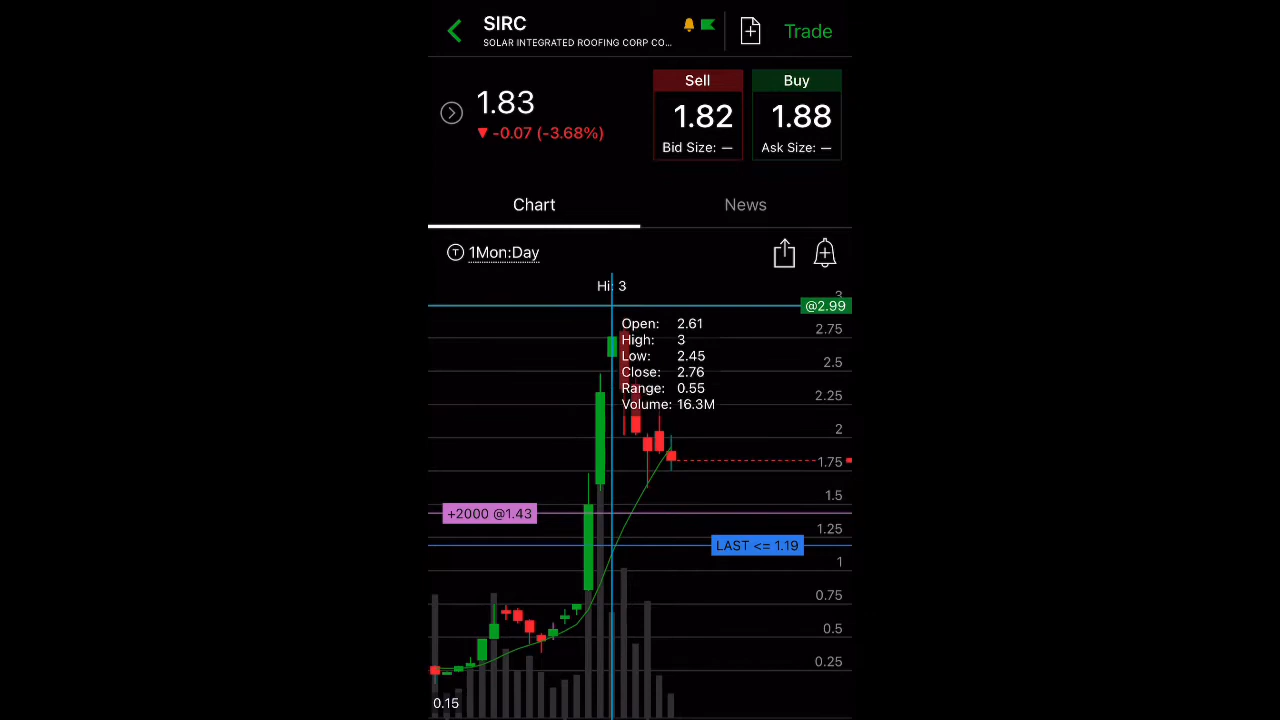 SIRC
SOLAR INTEGRATED ROOFING CORP CO...
Trade
1.83
-0.07 (-3.68%)
Sell
1.82
Bid Size: —
Buy
1.88
Ask Size: —
Chart
News
T 1Mon:Day
Hi: 3
3
@2.99
Open: 2.61
High: 3
Low: 2.45
Close: 2.76
Range: 0.55
Volume: 16.3M
2.75
2.5
2.25
2
1.75
1.5
+2000 @1.43
1.25
LAST <= 1.19
1
0.75
0.5
0.25
0.15